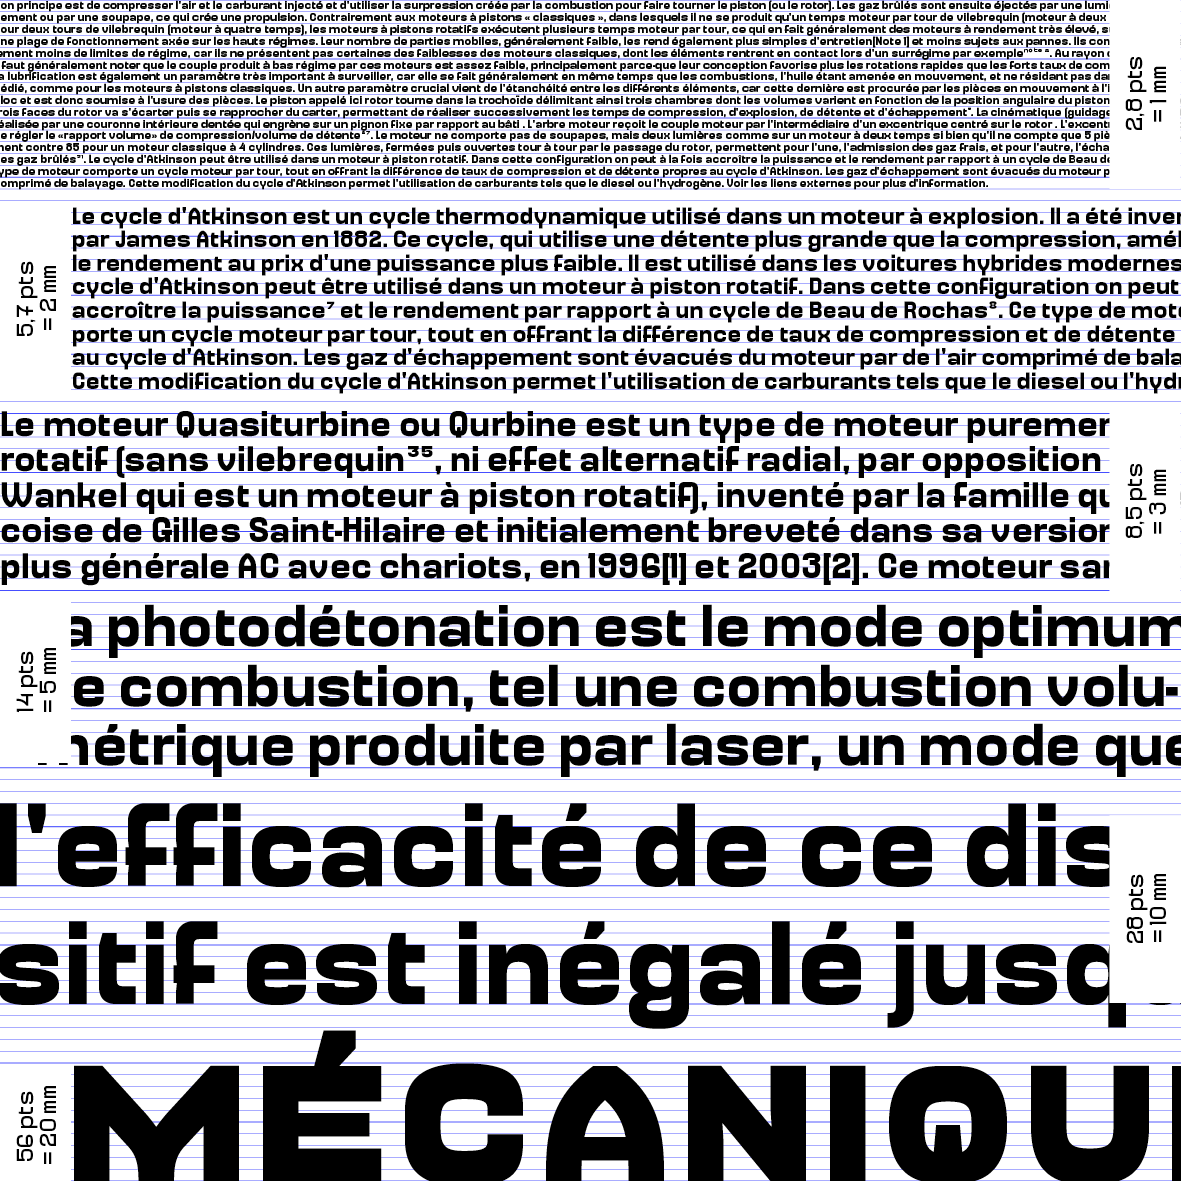 on principe est de compresser l'air et le carburant injecté et d'utiliser la surpression créée par la combustion pour faire tourner le piston (ou le rotor). Les gaz brûlés sont ensuite éjectés par une
ement ou par une soupape, ce qui crée une propulsion. Contrairement aux moteurs à pistons « classiques », dans lesquels il ne se produit qu'un temps moteur par tour de vilebrequin (moteur à deux
our deux tours de vilebrequin (moteur à quatre temps), les moteurs à pistons rotatifs exécutent plusieurs temps moteur par tour, ce qui en fait généralement des moteurs à rendement très élevé,
ne plage de fonctionnement axée sur les hauts régimes. Leur nombre de parties mobiles, généralement faible, les rend également plus simples d'entretien[Note ] et moins sujets aux pannes. Ils
ement moins de limites de régime, car ils ne présentent pas certaines des faiblesses des moteurs classiques, dont les éléments rentrent en contact lors d'un surrégime par exemple
Faut généralement noter que le couple produit à bas régime par ces moteurs est assez faible, principalement parce-que leur conception favorise plus les rotations rapides que les forts taux de
a lubrification est également un paramètre très important à surveiller, car elle se fait généralement en même temps que les combustions, l'huile étant amenée en mouvement, et ne résidant pas
édié, comme pour les moteurs à pistons classiques. Un autre paramètre crucial vient de l'étanchéité entre les différents éléments, car cette dernière est procurée par les pièces en mouvement à
loc et est donc soumise à l'usure des pièces. Le piston appelé ici rotor tourne dans la trochoïde délimitant ainsi trois chambres dont les volumes varient en fonction de la position angulaire du piston
rois faces du rotor va s'écarter puis se rapprocher du carter, permettant de réaliser successivement les temps de compression, d'explosion, de détente et d'échappement. La cinématique (guidage
éalisée par une couronne intérieure dentée qui engrène sur un pignon fixe par rapport au bâti . L'arbre moteur reçoit le couple moteur par l'intermédiaire d'un excentrique centré sur le rotor .
e régler le «rapport volume» de compression/volume de détente. Le moteur ne comporte pas de soupapes, mais deux lumières comme sur un moteur à deux temps si bien qu'il ne compte que 5
ment contre 65 pour un moteur classique à 4 cylindres. Ces lumières, fermées puis ouvertes tour à tour par le passage du rotor, permettent pour l'une, l'admission des gaz frais, et pour l'autre,
es gaz brûlés. Le cycle d'Atkinson peut être utilisé dans un moteur à piston rotatif. Dans cette configuration on peut à la fois accroître la puissance et le rendement par rapport à un cycle de Beau
ype de moteur comporte un cycle moteur par tour, tout en offrant la différence de taux de compression et de détente propres au cycle d'Atkinson. Les gaz d'échappement sont évacués du moteur
omprimé de balayage. Cette modification du cycle d'Atkinson permet l'utilisation de carburants tels que le diesel ou l'hydrogène. Voir les liens externes pour plus d'information.
2,8 pts
= 1 mm
Le cycle d'Atkinson est un cycle thermodynamique utilisé dans un moteur à explosion. Il a été inven
par James Atkinson en 1882. Ce cycle, qui utilise une détente plus grande que la compression, amél
le rendement au prix d'une puissance plus faible. Il est utilisé dans les voitures hybrides modernes
cycle d'Atkinson peut être utilisé dans un moteur à piston rotatif. Dans cette configuration on peut
accroître la puissance⁷ et le rendement par rapport à un cycle de Beau de Rochas⁸. Ce type de mote
porte un cycle moteur par tour, tout en offrant la différence de taux de compression et de détente
au cycle d'Atkinson. Les gaz d'échappement sont évacués du moteur par de l'air comprimé de bala
Cette modification du cycle d'Atkinson permet l'utilisation de carburants tels que le diesel ou l'hydr
5,7 pts
= 2 mm
Le moteur Quasiturbine ou Qurbine est un type de moteur puremen
rotatif (sans vilebrequin³⁵, ni effet alternatif radial, par opposition
Wankel qui est un moteur à piston rotatif), inventé par la famille qu
coise de Gilles Saint-Hilaire et initialement breveté dans sa version
plus générale AC avec chariots, en 1996[1] et 2003[2]. Ce moteur san
8,5 pts
= 3 mm
a photodétonation est le mode optimum
e combustion, tel une combustion volu-
métrique produite par laser, un mode que
14 pts
= 5 mm
l'efficacité de ce dis
sitif est inégalé jusq
28 pts
= 10 mm
MÉCANIQU
56 pts
= 20 mm